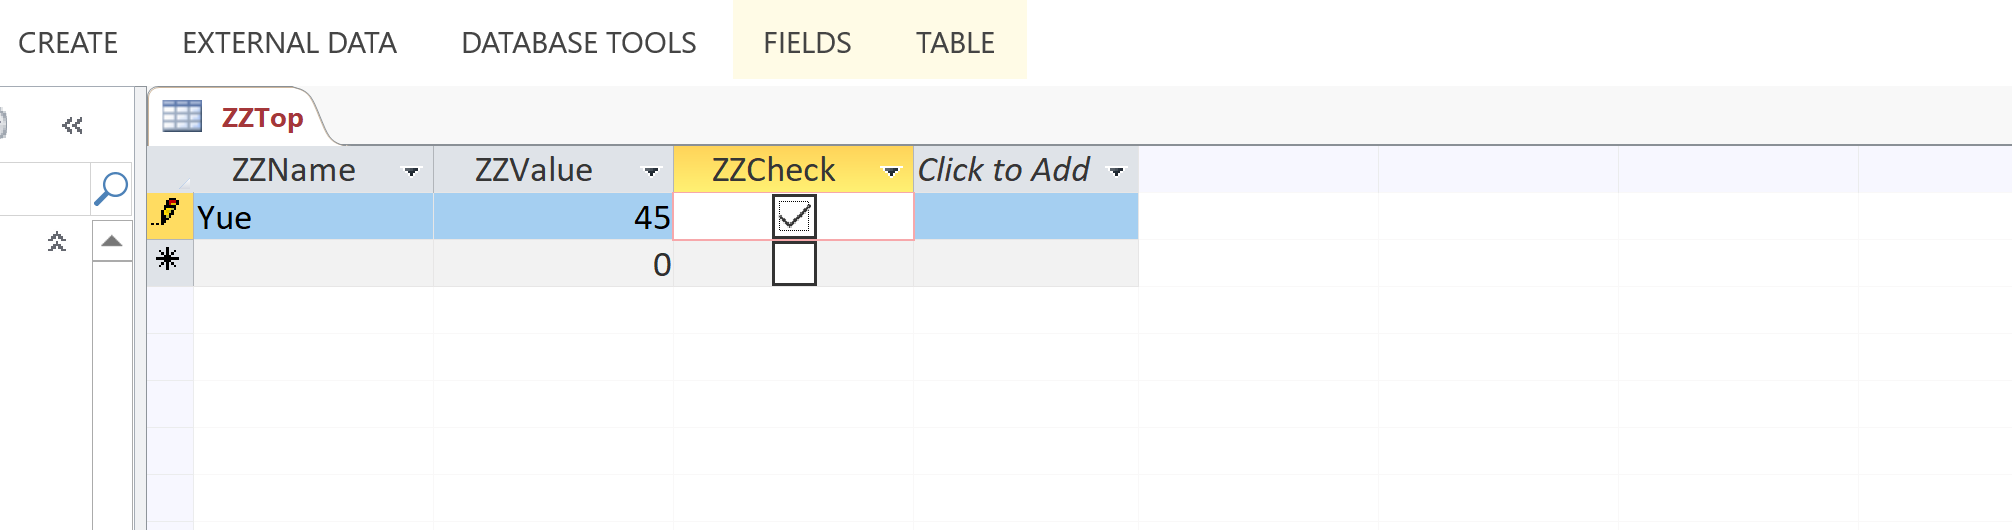 CREATE EXTERNAL DATA DATABASE TOOLS FIELDS TABLE
ZZTop
ZZName ZZValue ZZCheck Click to Add
Yue 45
0